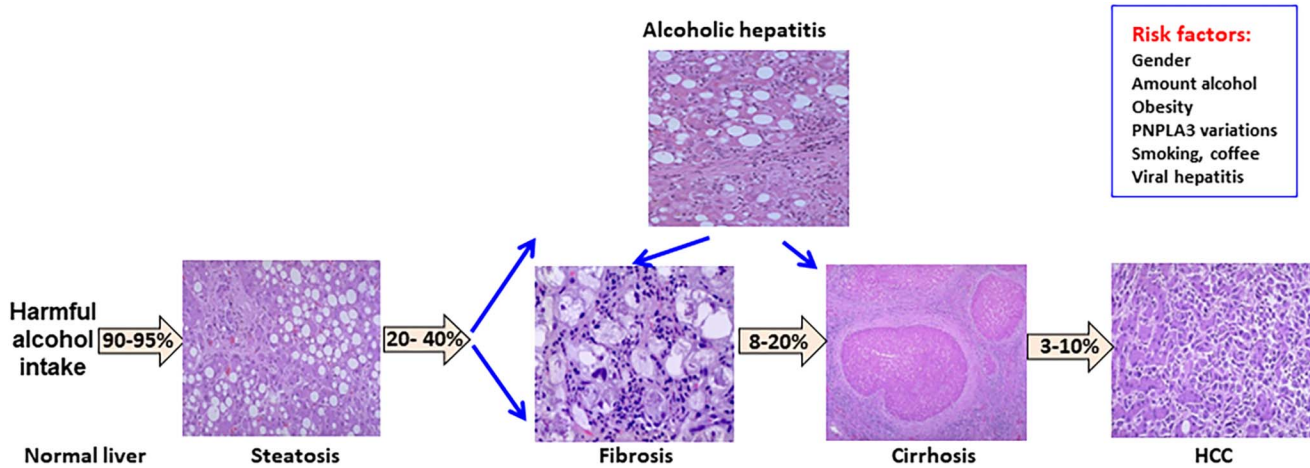 Alcoholic hepatitis
Risk factors:
Gender
Amount alcohol
Obesity
PNPLA3 variations
Smoking, coffee
Viral hepatitis
Harmful
alcohol
intake
90-95%
20- 40%
8-20%
3-10%
Normal liver
Steatosis
Fibrosis
Cirrhosis
HCC